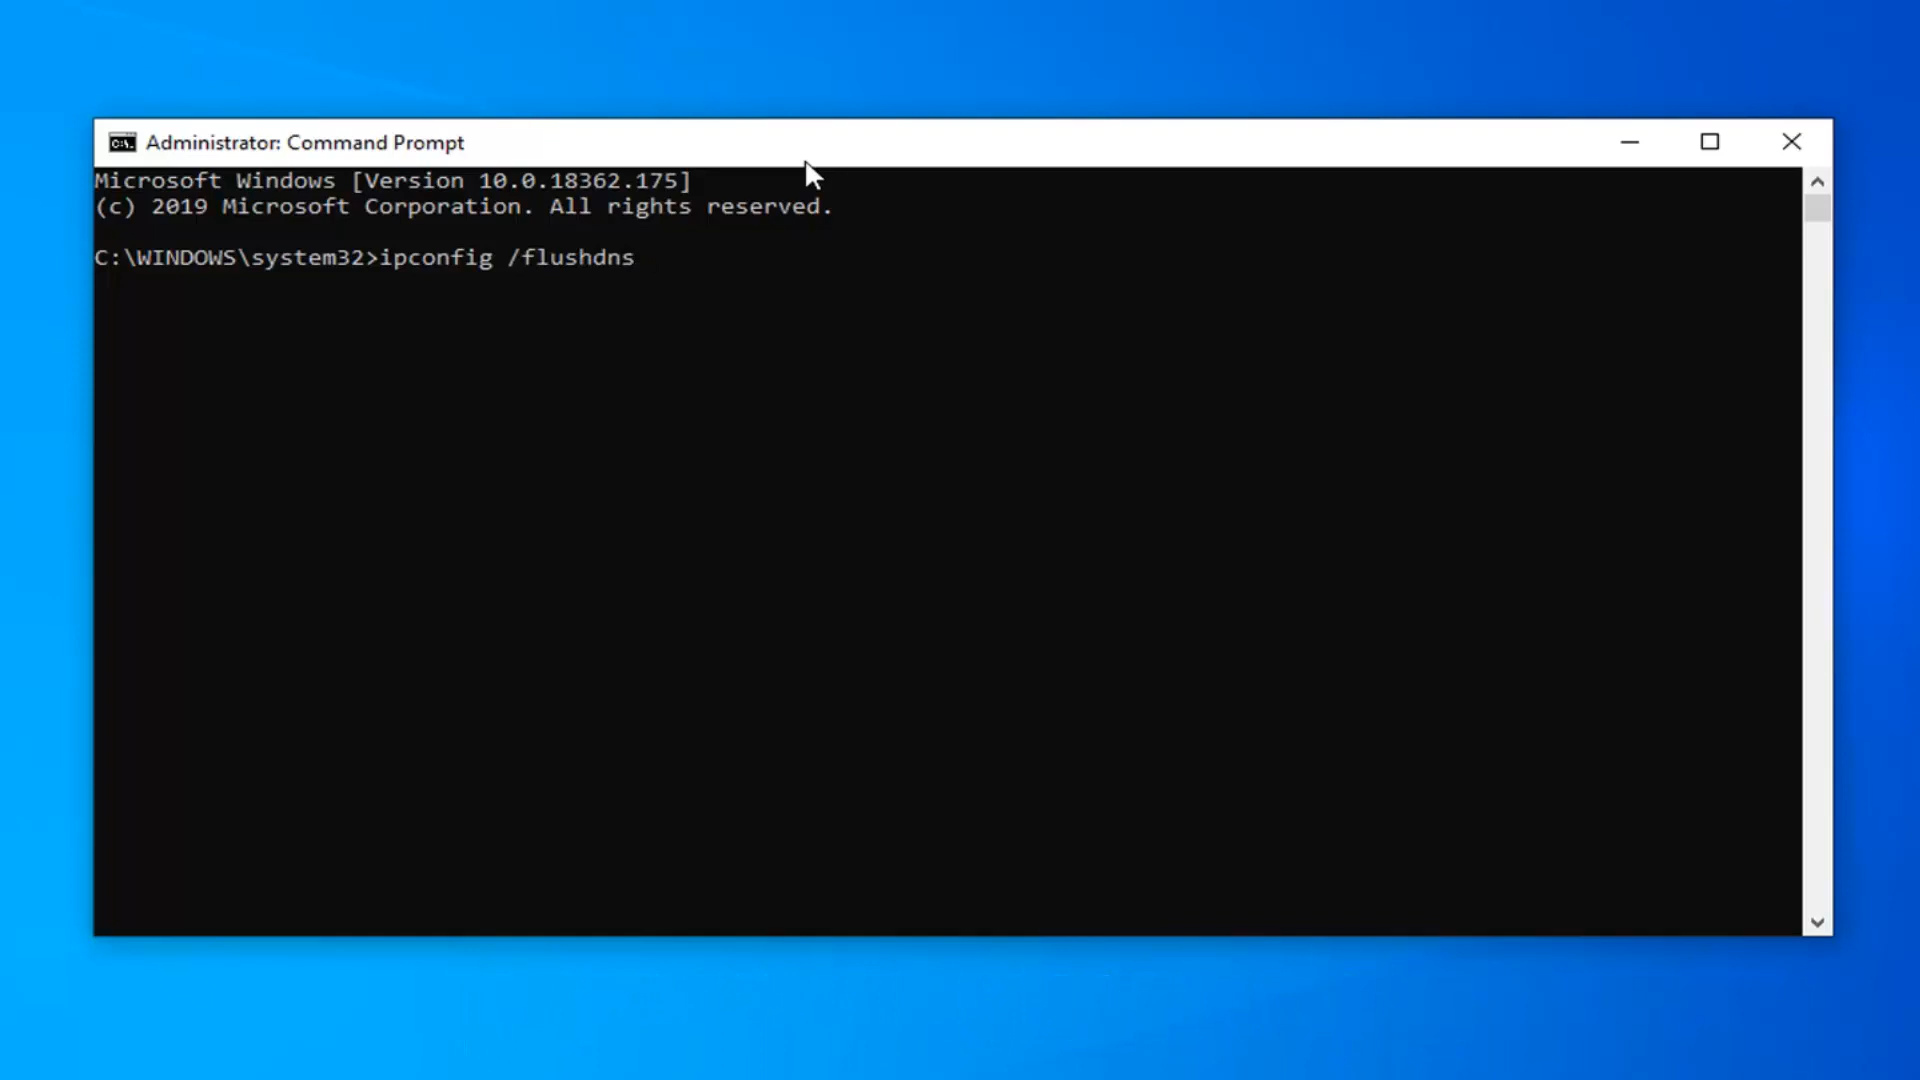 Administrator: Command Prompt
Microsoft Windows [Version 10.0.18362.175]
(c) 2019 Microsoft Corporation. All rights reserved.
C:\WINDOWS\system32>ipconfig /flushdns